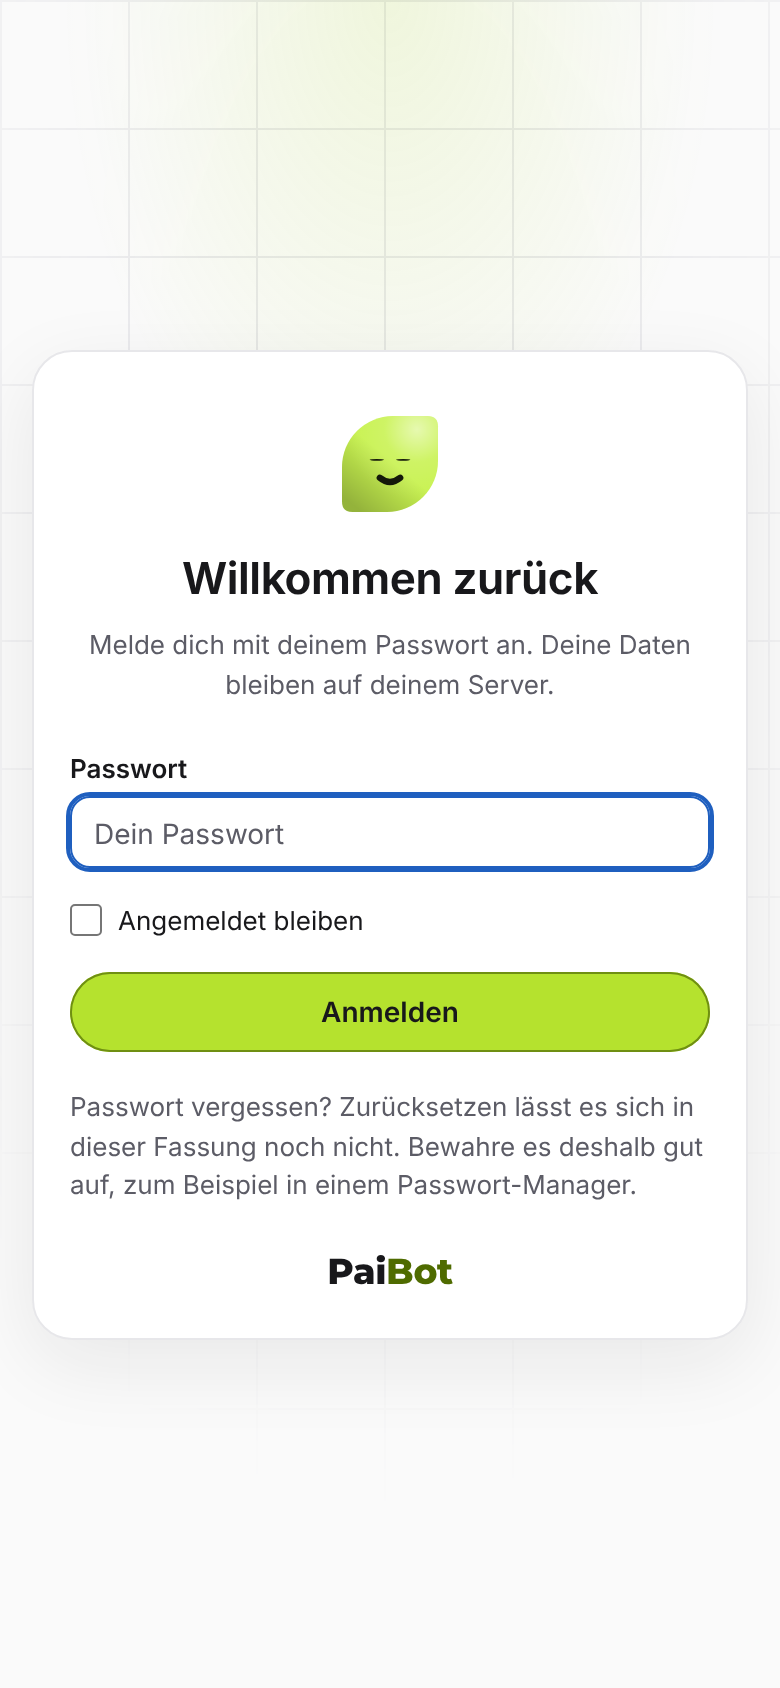 Willkommen zurück
Melde dich mit deinem Passwort an. Deine Daten
bleiben auf deinem Server.
Passwort
Dein Passwort
Angemeldet bleiben
Anmelden
Passwort vergessen? Zurücksetzen lässt es sich in
dieser Fassung noch nicht. Bewahre es deshalb gut
auf, zum Beispiel in einem Passwort-Manager.
PaiBot